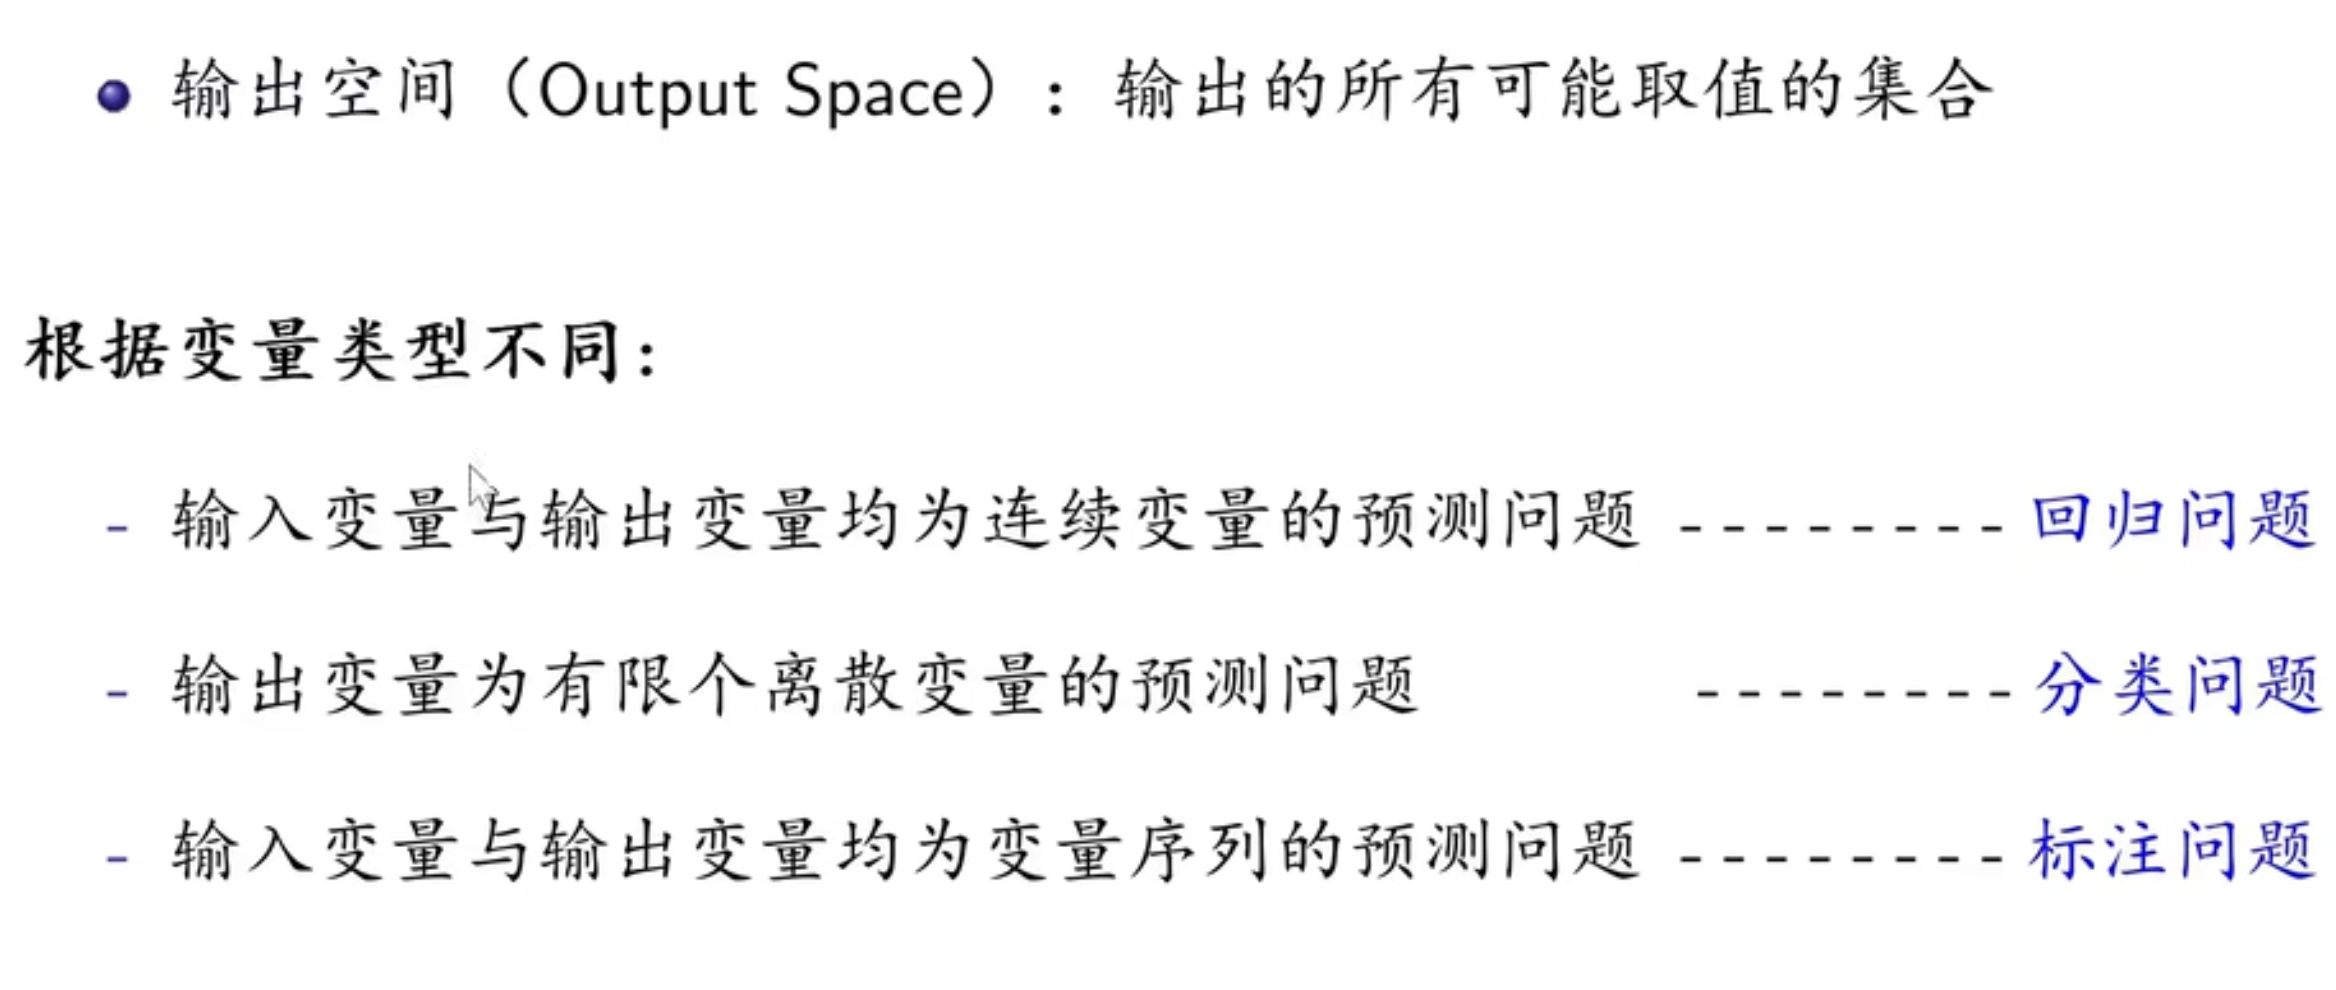 • 输出空间（Output Space）：输出的所有可能取值的集合
根据变量类型不同：
- 输入变量与输出变量均为连续变量的预测问题 -------- 回归问题
- 输出变量为有限个离散变量的预测问题 -------- 分类问题
- 输入变量与输出变量均为变量序列的预测问题 -------- 标注问题